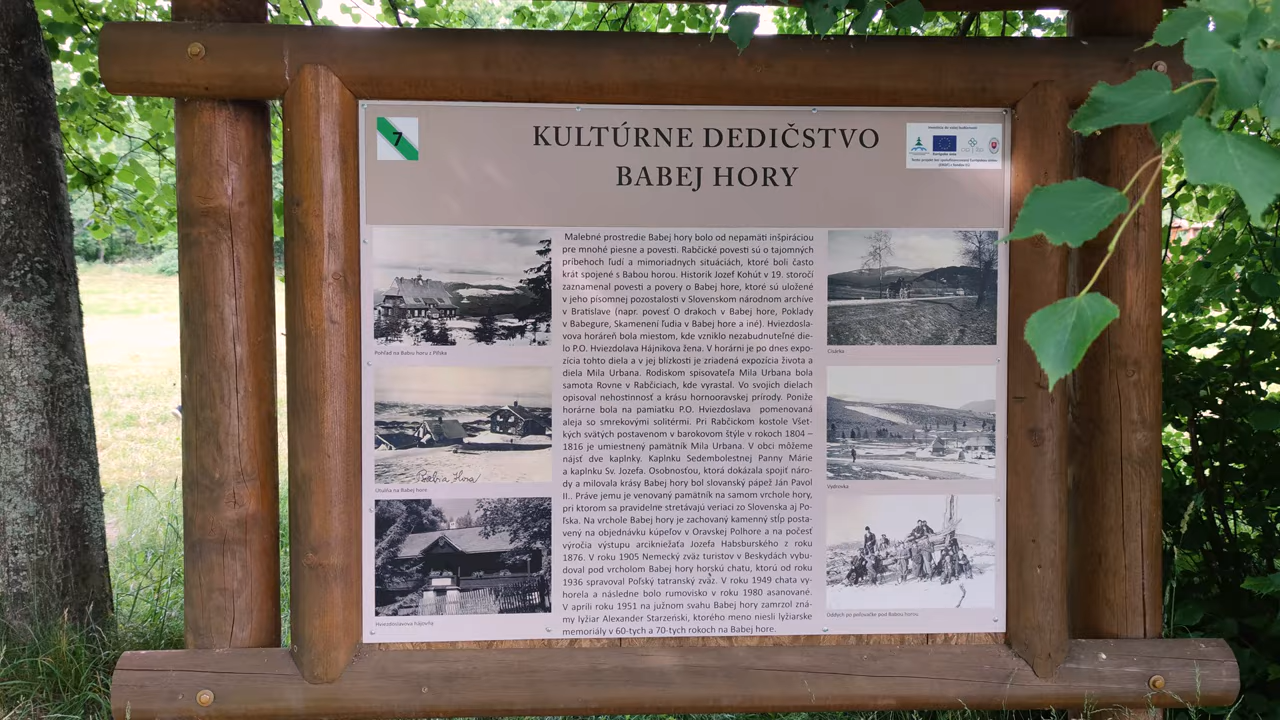 7
KULTÚRNE DEDIČSTVO
BABEJ HORY
Malebné prostredie Babej hory bolo od nepamäti inšpiráciou
pre mnohé piesne a povesti. Rabčické povesti sú o tajomných
príbehoch ľudí a mimoriadnych situáciách, ktoré boli často
krát spojené s Babou horou. Historik Jozef Kohút v 19. storočí
zaznamenal povesti a povery o Babej hore, ktoré sú uložené
v jeho písomnej pozostalosti v Slovenskom národnom archíve
v Bratislave (napr. povesť O drakoch v Babej hore, Poklady
v Babegure, Skamenení ľudia v Babej hore a iné). Hviezdosla-
vova horáreň bola miestom, kde vzniklo nezabudnuteľné die-
lo P.O. Hviezdoslava Hájnikova žena. V horárni je po dnes expo-
zícia tohto diela a v jej blízkosti je zriadená expozícia života a
diela Mila Urbana. Rodiskom spisovateľa Mila Urbana bola
samota Rovne v Rabčiciach, kde vyrastal. Vo svojich dielach
opisoval nehostinnosť a krásu hornooravskej prírody. Poniže
horárne bola na pamiatku P.O. Hviezdoslava pomenovaná
aleja so smrekovými solitérmi. Pri Rabčickom kostole Všet-
kých svätých postavenom v barokovom štýle v rokoch 1804 –
1816 je umiestnený pamätník Mila Urbana. V obci môžeme
nájsť dve kaplnky. Kaplnku Sedembolestnej Panny Márie
a kaplnku Sv. Jozefa. Osobnosťou, ktorá dokázala spojiť náro-
dy a milovala krásy Babej hory bol slovanský pápež Ján Pavol
II.. Práve jemu je venovaný pamätník na samom vrchole hory,
pri ktorom sa pravidelne stretávajú veriaci zo Slovenska aj Po-
ľska. Na vrchole Babej hory je zachovaný kamenný stĺp posta-
vený na objednávku kúpeľov v Oravskej Polhore a na počesť
výročia výstupu arcikniežaťa Jozefa Habsburského z roku
1876. V roku 1905 Nemecký zväz turistov v Beskydách vybu-
doval pod vrcholom Babej hory horskú chatu, ktorú od roku
1936 spravoval Poľský tatranský zväz. V roku 1949 chata vy-
horela a následne bolo rumovisko v roku 1980 asanované.
V apríli roku 1951 na južnom svahu Babej hory zamrzol zná-
my lyžiar Alexander Starzeński, ktorého meno niesli lyžiarske
memoriály v 60-tych a 70-tych rokoch na Babej hore.
Pohľad na Babiu horu z Pilska
Babia Hora
Útulňa na Babej hore
Hviezdoslavova hájovňa
Cisárka
Vydrovka
Oddych po poľovačke pod Babou horou